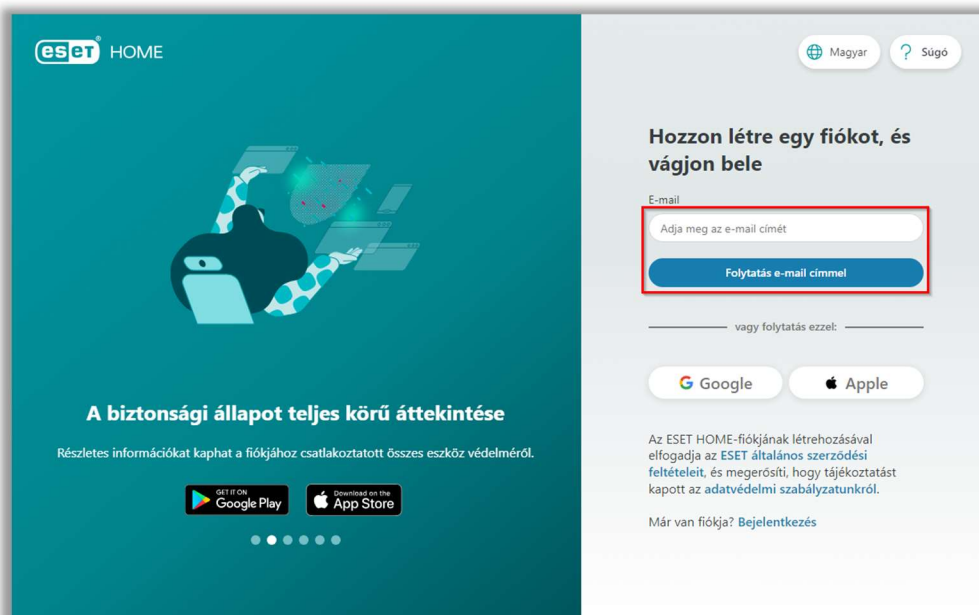 eset HOME
Magyar
? Súgó
Hozzon létre egy fiókot, és
vágjon bele
E-mail
Adja meg az e-mail címét
Folytatás e-mail címmel
vagy folytatás ezzel:
Google
Apple
Az ESET HOME-fiókjának létrehozásával
elfogadja az ESET általános szerződési
feltételeit, és megerősíti, hogy tájékoztatást
kapott az adatvédelmi szabályzatunkról.
Már van fiókja? Bejelentkezés
A biztonsági állapot teljes körű áttekintése
Részletes információkat kaphat a fiókjához csatlakoztatott összes eszköz védelméről.
GET IT ON
Google Play
Download on the
App Store